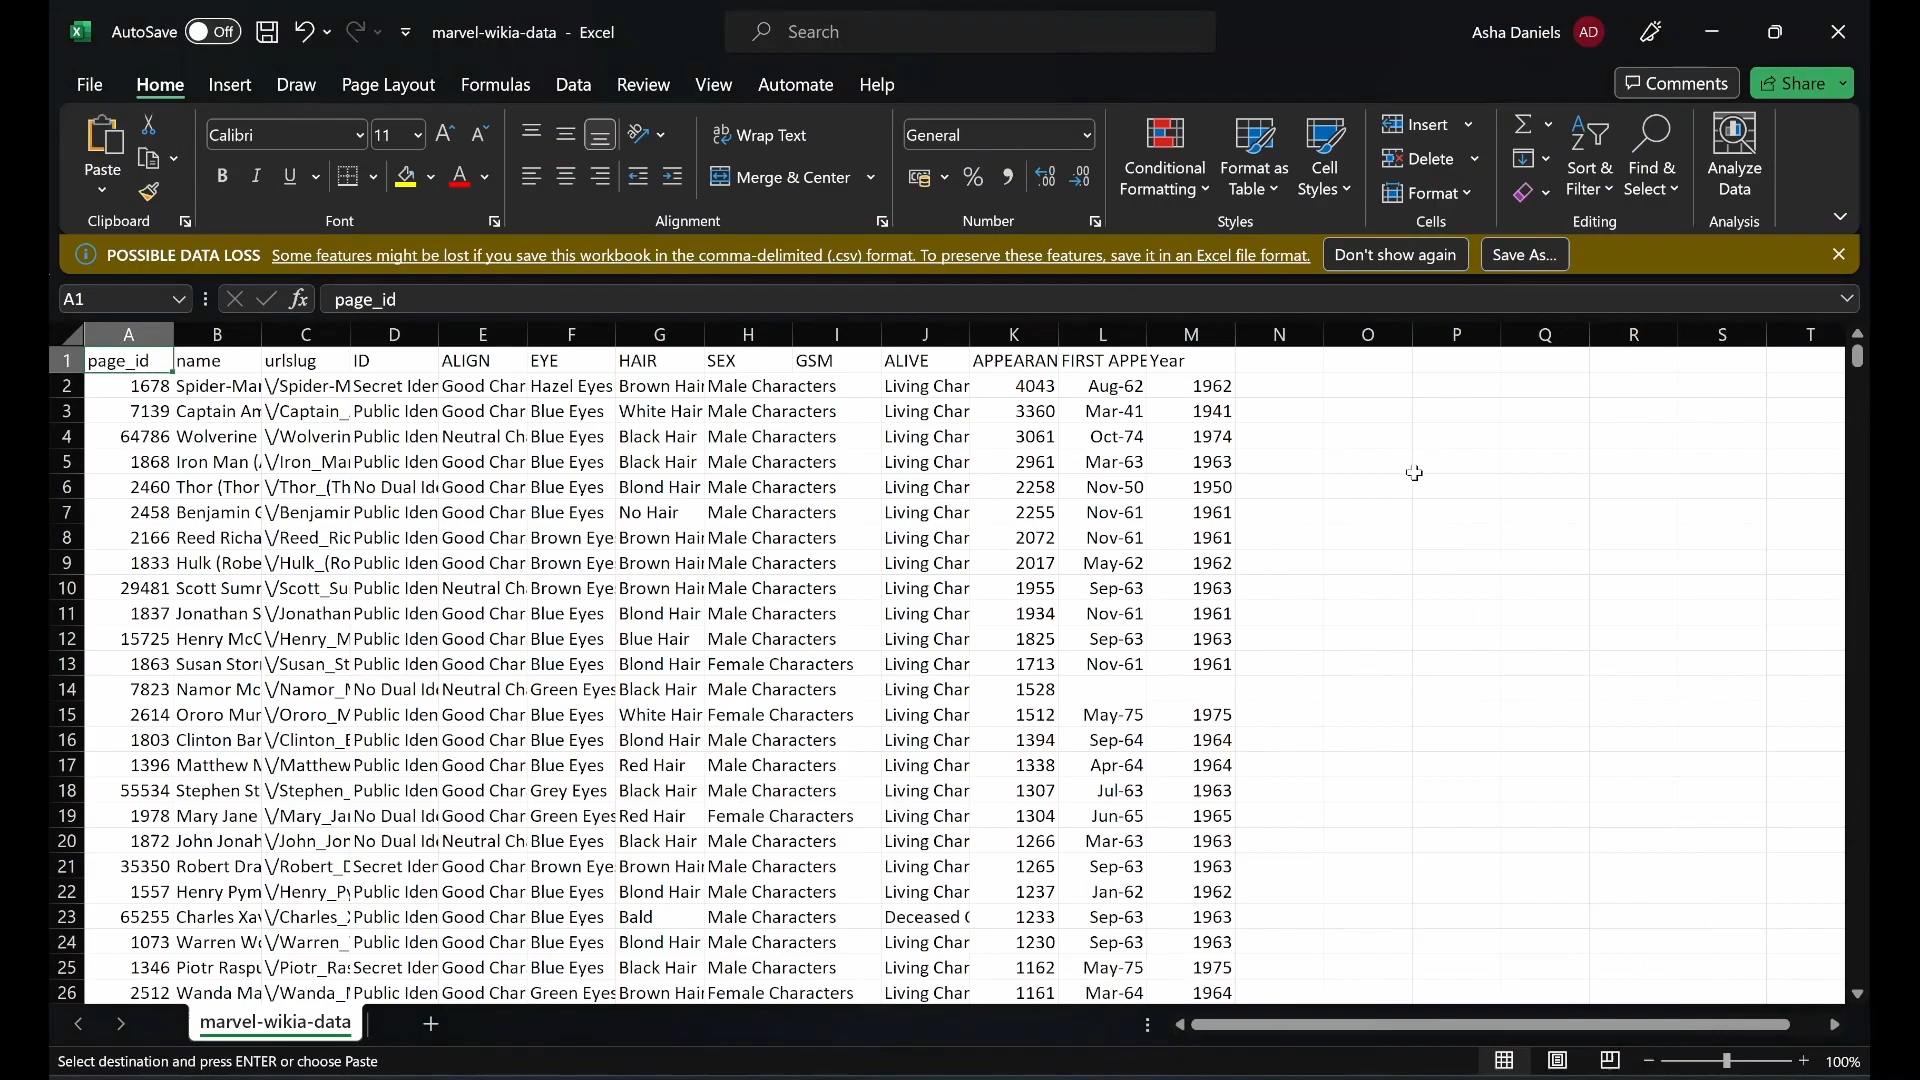 AutoSave Off marvel-wikia-data - Excel Search Asha Daniels AD
File Home Insert Draw Page Layout Formulas Data Review View Automate Help Comments Share
Paste Calibri 11 Wrap Text General Conditional Formatting Format as Table Cell Styles Insert Sort & Filter Find & Select Analyze Data
B I U A Merge & Center % Delete
Format
Clipboard Font Alignment Number Styles Cells Editing Analysis
POSSIBLE DATA LOSS Some features might be lost if you save this workbook in the comma-delimited (.csv) format. To preserve these features, save it in an Excel file format. Don't show again Save As...
A1 fx page_id
A B C D E F G H I J K L M N O P Q R S T
1 page_id name urlslug ID ALIGN EYE HAIR SEX GSM ALIVE APPEARAN FIRST APPE Year
2 1678 Spider-Mar \/Spider-M Secret Iden Good Char Hazel Eyes Brown Hair Male Characters Living Char 4043 Aug-62 1962
3 7139 Captain Am \/Captain_ Public Iden Good Char Blue Eyes White Hair Male Characters Living Char 3360 Mar-41 1941
4 64786 Wolverine \/Wolverin Public Iden Neutral Ch Blue Eyes Black Hair Male Characters Living Char 3061 Oct-74 1974
5 1868 Iron Man (/ \/Iron_Mar Public Iden Good Char Blue Eyes Black Hair Male Characters Living Char 2961 Mar-63 1963
6 2460 Thor (Thor \/Thor_(Th No Dual Ide Good Char Blue Eyes Blond Hair Male Characters Living Char 2258 Nov-50 1950
7 2458 Benjamin G \/Benjamin Public Iden Good Char Blue Eyes No Hair Male Characters Living Char 2255 Nov-61 1961
8 2166 Reed Richa \/Reed_Ric Public Iden Good Char Brown Eye Brown Hair Male Characters Living Char 2072 Nov-61 1961
9 1833 Hulk (Robe \/Hulk_(Ro Public Iden Good Char Brown Eye Brown Hair Male Characters Living Char 2017 May-62 1962
10 29481 Scott Sumr \/Scott_Su Public Iden Neutral Ch Brown Eye Brown Hair Male Characters Living Char 1955 Sep-63 1963
11 1837 Jonathan S \/Jonathan Public Iden Good Char Blue Eyes Blond Hair Male Characters Living Char 1934 Nov-61 1961
12 15725 Henry McC \/Henry_M Public Iden Good Char Blue Eyes Blue Hair Male Characters Living Char 1825 Sep-63 1963
13 1863 Susan Stor \/Susan_St Public Iden Good Char Blue Eyes Blond Hair Female Characters Living Char 1713 Nov-61 1961
14 7823 Namor Mc \/Namor_M No Dual Ide Neutral Ch Green Eyes Black Hair Male Characters Living Char 1528
15 2614 Ororo Mur \/Ororo_M Public Iden Good Char Blue Eyes White Hair Female Characters Living Char 1512 May-75 1975
16 1803 Clinton Bar \/Clinton_B Public Iden Good Char Blue Eyes Blond Hair Male Characters Living Char 1394 Sep-64 1964
17 1396 Matthew M \/Matthew Public Iden Good Char Blue Eyes Red Hair Male Characters Living Char 1338 Apr-64 1964
18 55534 Stephen St \/Stephen_ Public Iden Good Char Grey Eyes Black Hair Male Characters Living Char 1307 Jul-63 1963
19 1978 Mary Jane \/Mary_Jar No Dual Ide Good Char Green Eyes Red Hair Female Characters Living Char 1304 Jun-65 1965
20 1872 John Jonah \/John_Jor No Dual Ide Neutral Ch Blue Eyes Black Hair Male Characters Living Char 1266 Mar-63 1963
21 35350 Robert Dra \/Robert_D Secret Iden Good Char Brown Eye Brown Hair Male Characters Living Char 1265 Sep-63 1963
22 1557 Henry Pym \/Henry_Py Public Iden Good Char Blue Eyes Blond Hair Male Characters Living Char 1237 Jan-62 1962
23 65255 Charles Xav \/Charles_ Public Iden Good Char Blue Eyes Bald Male Characters Deceased C 1233 Sep-63 1963
24 1073 Warren Wo \/Warren_ Public Iden Good Char Blue Eyes Blond Hair Male Characters Living Char 1230 Sep-63 1963
25 1346 Piotr Raspu \/Piotr_Ras Secret Iden Good Char Blue Eyes Black Hair Male Characters Living Char 1162 May-75 1975
26 2512 Wanda Ma \/Wanda_M Public Iden Good Char Green Eyes Brown Hair Female Characters Living Char 1161 Mar-64 1964
marvel-wikia-data
Select destination and press ENTER or choose Paste 100%